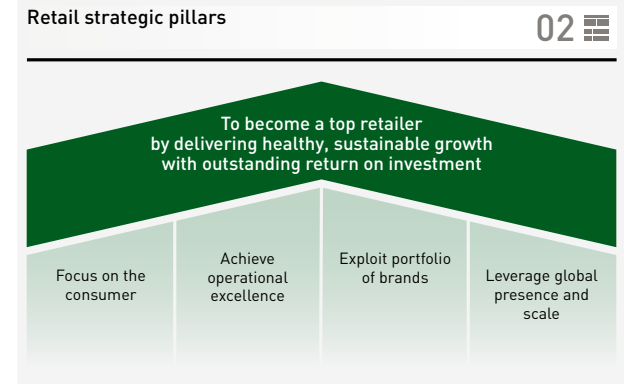 Retail strategic pillars
02
To become a top retailer
by delivering healthy, sustainable growth
with outstanding return on investment
Focus on the
consumer
Achieve
operational
excellence
Exploit portfolio
of brands
Leverage global
presence and
scale